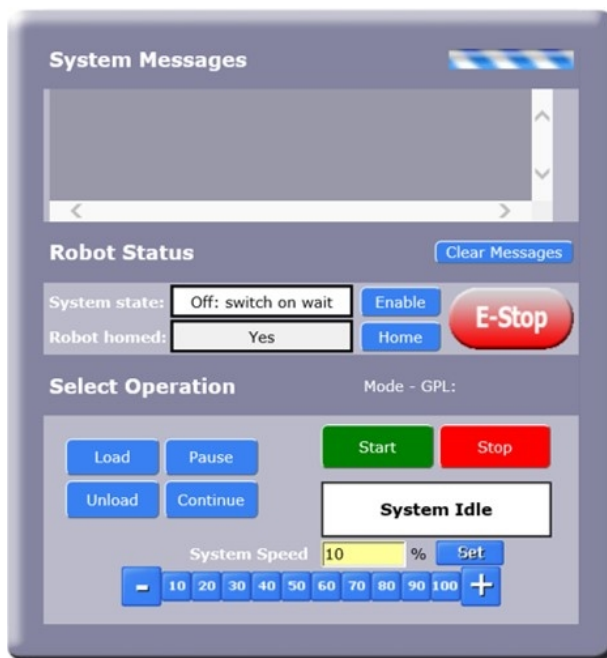 System Messages
Robot Status
Clear Messages
System state: Off: switch on wait Enable
E-Stop
Robot homed: Yes Home
Select Operation Mode - GPL:
Load Pause Start Stop
Unload Continue System Idle
System Speed 10 % Set
- 10 20 30 40 50 60 70 80 90 100 +